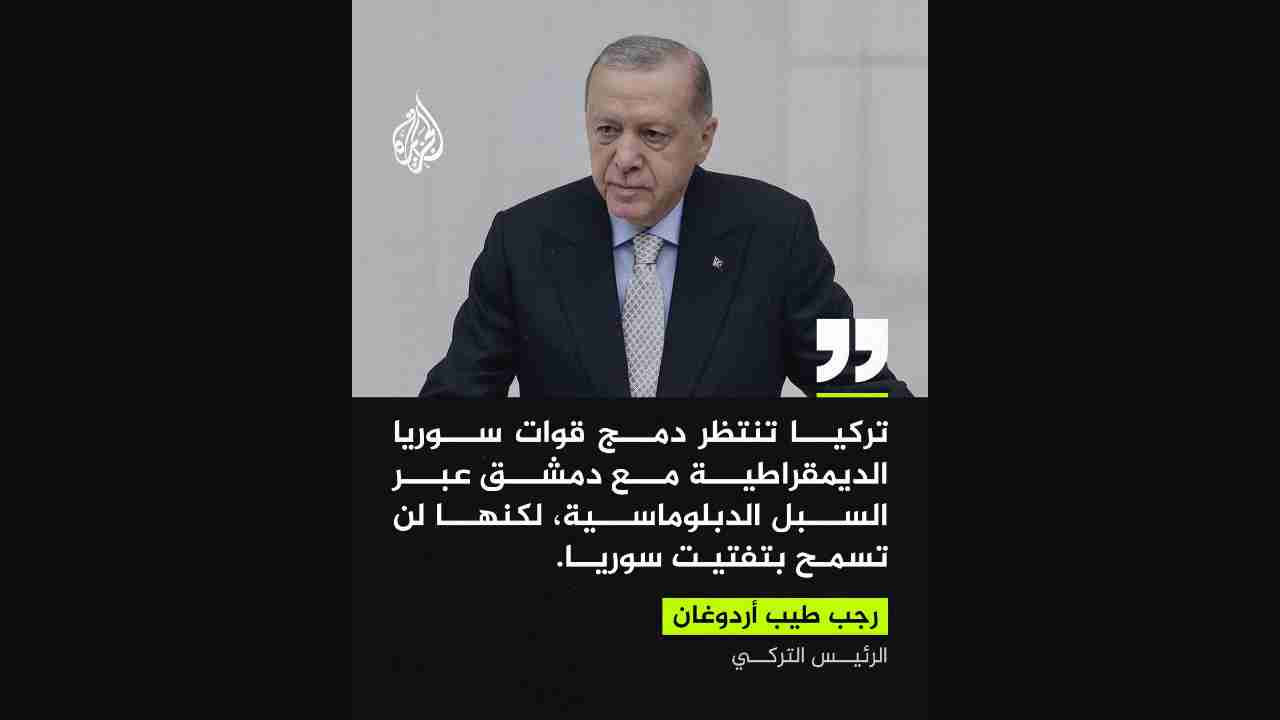 الجزيرة
تركيا تنتظر دمج قوات سوريا
الديمقراطية مع دمشق عبر
السبل الدبلوماسية، لكنها لن
تسمح بتفتيت سوريا.
رجب طيب أردوغان
الرئيس التركي